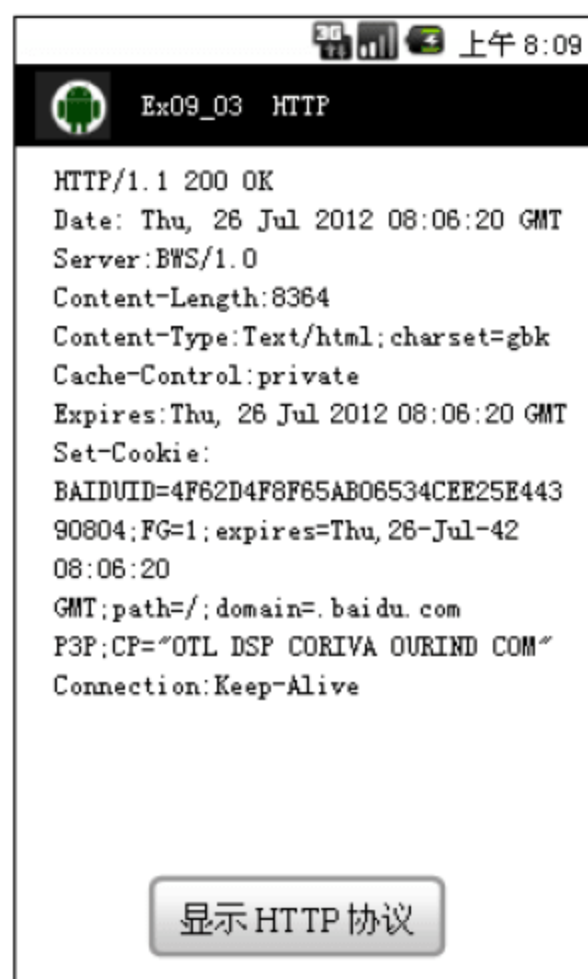 3G 上午 8:09
Ex09_03 HTTP
HTTP/1.1 200 OK
Date: Thu, 26 Jul 2012 08:06:20 GMT
Server:BWS/1.0
Content-Length:8364
Content-Type:Text/html;charset=gbk
Cache-Control:private
Expires:Thu, 26 Jul 2012 08:06:20 GMT
Set-Cookie:
BAIDUID=4F62D4F8F65AB06534CEE25E443
90804;FG=1;expires=Thu,26-Jul-42
08:06:20
GMT;path=/;domain=.baidu.com
P3P;CP="OTL DSP CORIVA OURIND COM"
Connection:Keep-Alive
显示 HTTP 协议